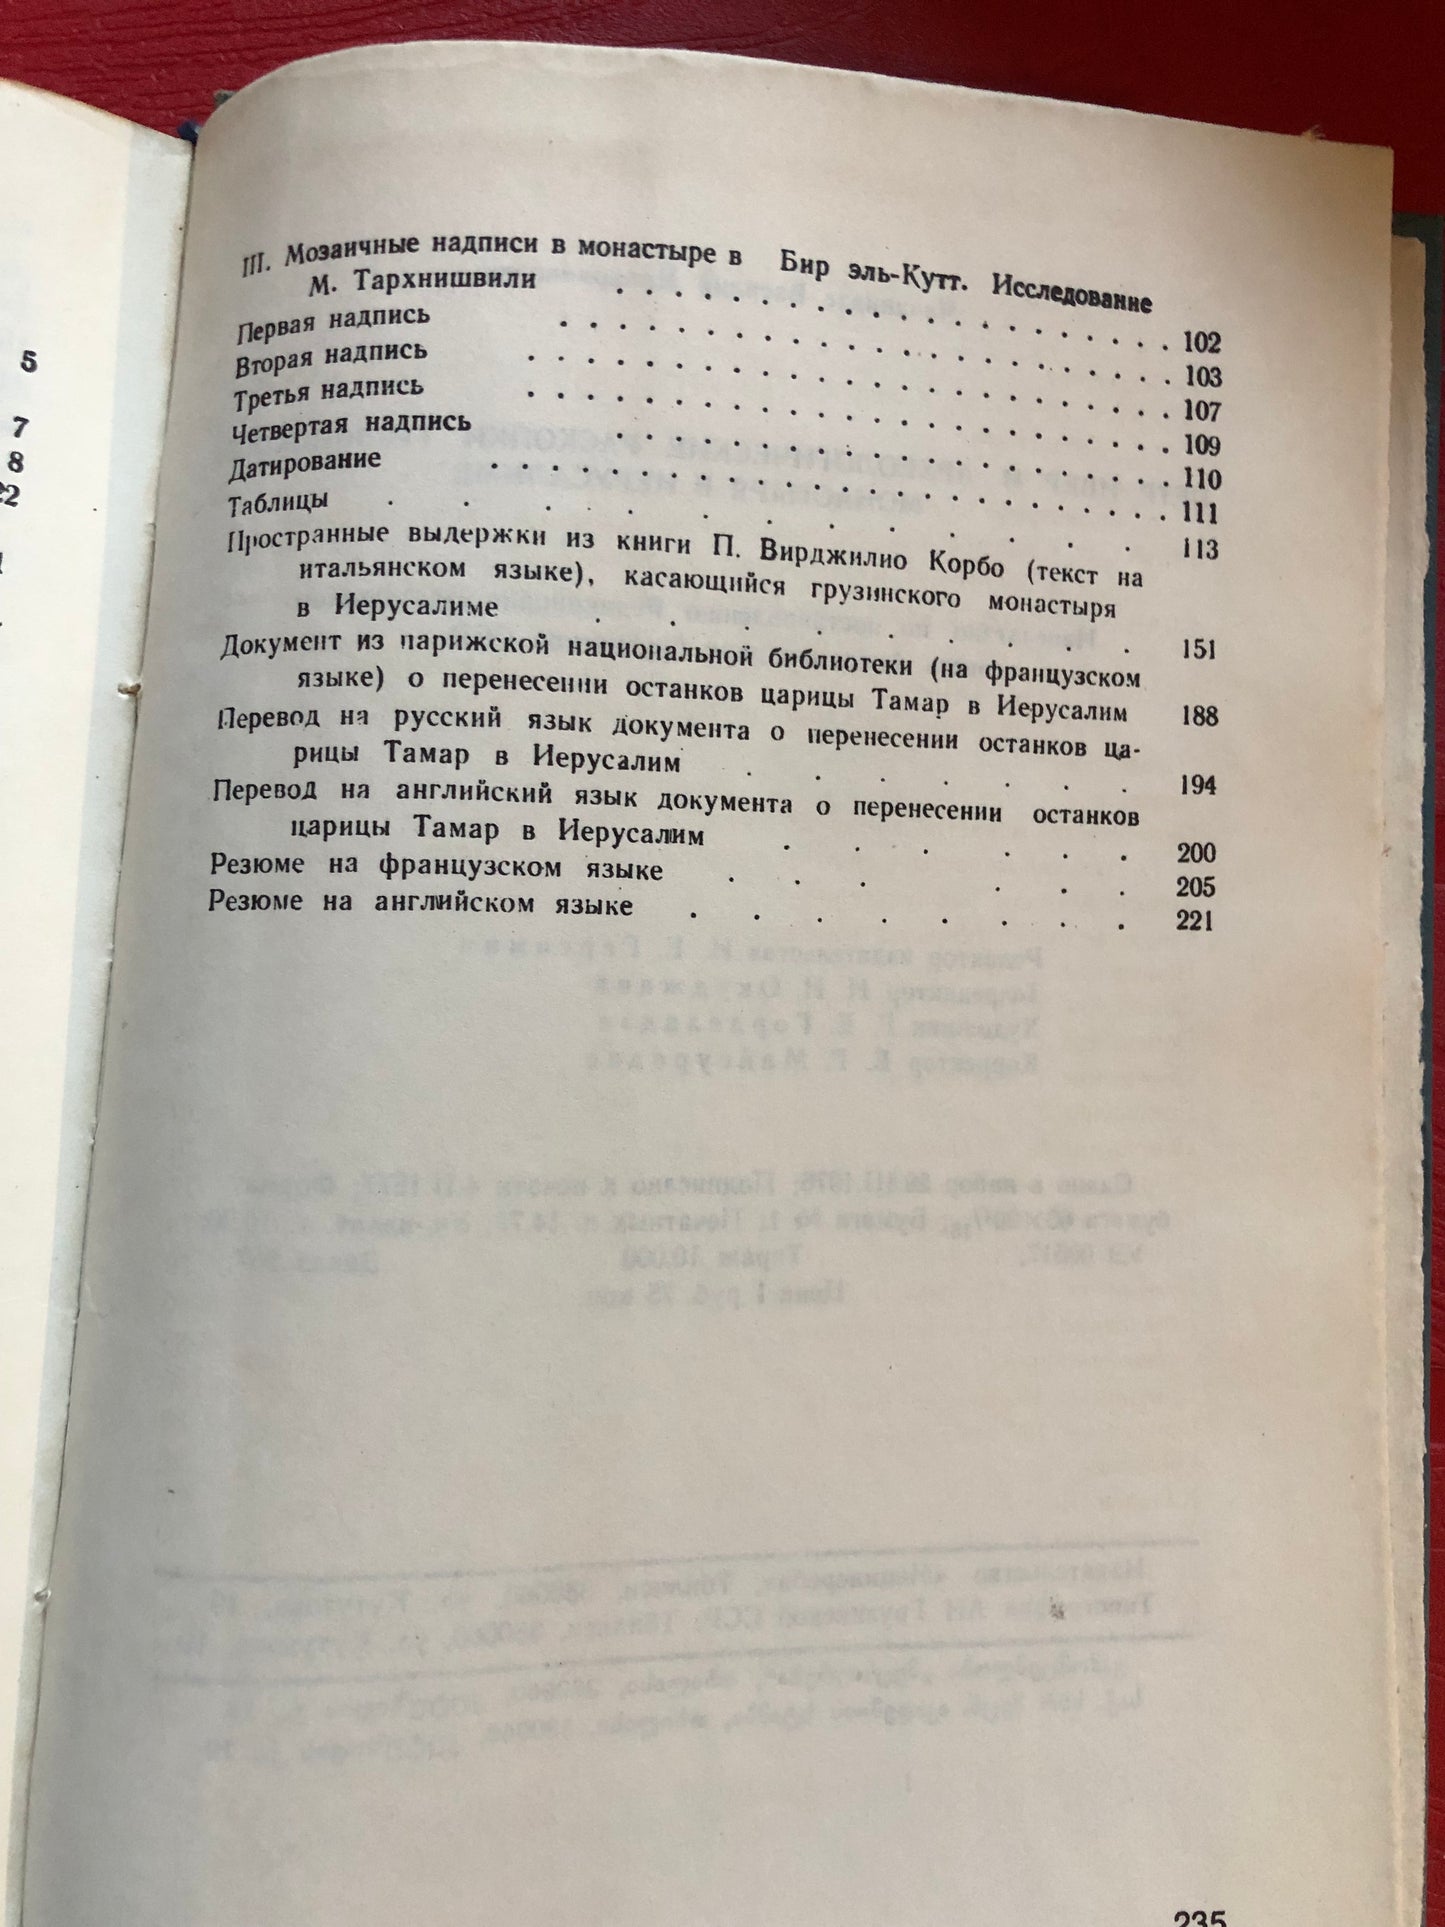 5
7
8
22
III. Мозаичные надписи в монастыре в Бир эль-Кутт. Исследование
М. Тархнишвили . . . . . . . . . . . . . . . . . . . 102
Первая надпись . . . . . . . . . . . . . . . . . . . . . 103
Вторая надпись . . . . . . . . . . . . . . . . . . . . . . 107
Третья надпись . . . . . . . . . . . . . . . . . . . . . . 109
Четвертая надпись . . . . . . . . . . . . . . . . . . . 110
Датирование . . . . . . . . . . . . . . . . . . . . . . . 111
Таблицы . . . . . . . . . . . 113
Пространные выдержки из книги П. Вирджилио Корбо (текст на
итальянском языке), касающийся грузинского монастыря
в Иерусалиме . . . . . . . . 151
Документ из парижской национальной библиотеки (на французском
языке) о перенесении останков царицы Тамар в Иерусалим 188
Перевод на русский язык документа о перенесении останков ца-
рицы Тамар в Иерусалим . . . . . . . 194
Перевод на английский язык документа о перенесении останков
царицы Тамар в Иерусалим . . . . . . 200
Резюме на французском языке . . . . . . 205
Резюме на английском языке . . . . . . . . 221
235